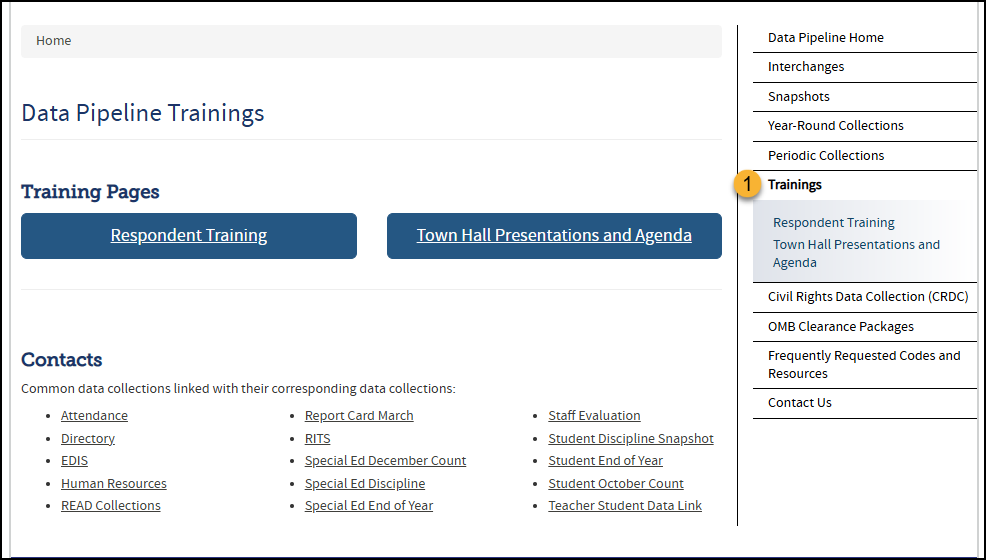 Home
Data Pipeline Trainings
Training Pages
Respondent Training
Town Hall Presentations and Agenda
Contacts
Common data collections linked with their corresponding data collections:
Attendance
Directory
EDIS
Human Resources
READ Collections
Report Card March
RITS
Special Ed December Count
Special Ed Discipline
Special Ed End of Year
Staff Evaluation
Student Discipline Snapshot
Student End of Year
Student October Count
Teacher Student Data Link
Data Pipeline Home
Interchanges
Snapshots
Year-Round Collections
Periodic Collections
1 Trainings
Respondent Training
Town Hall Presentations and
Agenda
Civil Rights Data Collection (CRDC)
OMB Clearance Packages
Frequently Requested Codes and
Resources
Contact Us